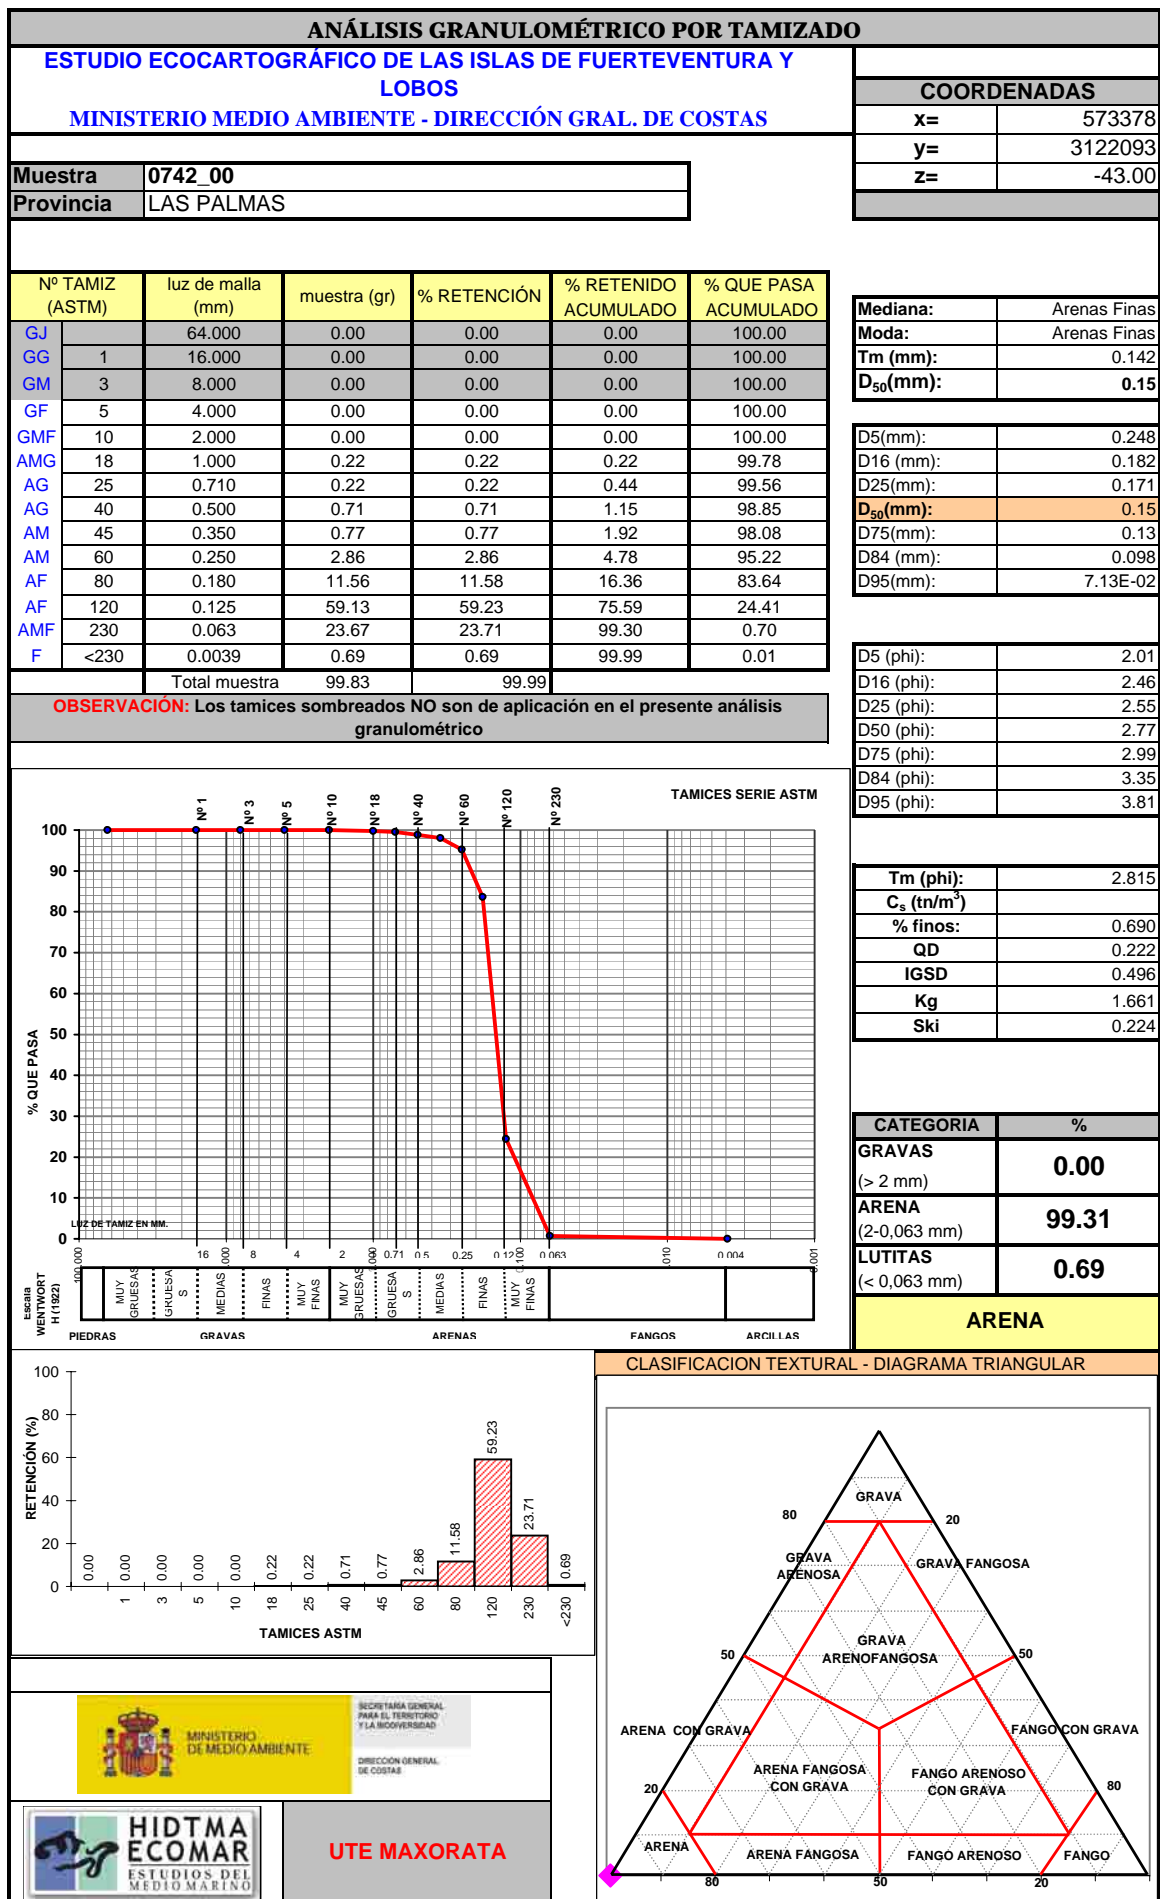 ANÁLISIS GRANULOMÉTRICO POR TAMIZADO
ESTUDIO ECOCARTOGRÁFICO DE LAS ISLAS DE FUERTEVENTURA Y
LOBOS
MINISTERIO MEDIO AMBIENTE - DIRECCIÓN GRAL. DE COSTAS
COORDENADAS
x= 573378
y= 3122093
z= -43.00
Muestra 0742_00
Provincia LAS PALMAS
Nº TAMIZ (ASTM) luz de malla (mm) muestra (gr) % RETENCIÓN % RETENIDO ACUMULADO % QUE PASA ACUMULADO
GJ 64.000 0.00 0.00 0.00 100.00
GG 1 16.000 0.00 0.00 0.00 100.00
GM 3 8.000 0.00 0.00 0.00 100.00
GF 5 4.000 0.00 0.00 0.00 100.00
GMF 10 2.000 0.00 0.00 0.00 100.00
AMG 18 1.000 0.22 0.22 0.22 99.78
AG 25 0.710 0.22 0.22 0.44 99.56
AG 40 0.500 0.71 0.71 1.15 98.85
AM 45 0.350 0.77 0.77 1.92 98.08
AM 60 0.250 2.86 2.86 4.78 95.22
AF 80 0.180 11.56 11.58 16.36 83.64
AF 120 0.125 59.13 59.23 75.59 24.41
AMF 230 0.063 23.67 23.71 99.30 0.70
F <230 0.0039 0.69 0.69 99.99 0.01
Total muestra 99.83 99.99
OBSERVACIÓN: Los tamices sombreados NO son de aplicación en el presente análisis
granulométrico
Mediana: Arenas Finas
Moda: Arenas Finas
Tm (mm): 0.142
D50(mm): 0.15
D5(mm): 0.248
D16 (mm): 0.182
D25(mm): 0.171
D50(mm): 0.15
D75(mm): 0.13
D84 (mm): 0.098
D95(mm): 7.13E-02
D5 (phi): 2.01
D16 (phi): 2.46
D25 (phi): 2.55
D50 (phi): 2.77
D75 (phi): 2.99
D84 (phi): 3.35
D95 (phi): 3.81
Tm (phi): 2.815
Cs (tn/m3)
% finos: 0.690
QD 0.222
IGSD 0.496
Kg 1.661
Ski 0.224
CATEGORIA %
GRAVAS (> 2 mm) 0.00
ARENA (2-0,063 mm) 99.31
LUTITAS (< 0,063 mm) 0.69
ARENA
TAMICES SERIE ASTM
Nº 1 Nº 3 Nº 5 Nº 10 Nº 18 Nº 40 Nº 60 Nº 120 Nº 230
% QUE PASA
100
90
80
70
60
50
40
30
20
10
0
LUZ DE TAMIZ EN MM.
16 8 4 2 0.71 0.5 0.25 0.063 0.004
100.000
Escala WENTWORTH (1922)
MUY GRUESAS GRUESAS MEDIAS FINAS MUY FINAS MUY GRUESAS GRUESAS MEDIAS FINAS MUY FINAS
PIEDRAS GRAVAS ARENAS FANGOS ARCILLAS
RETENCIÓN (%)
100
80
60
40
20
0
0.00 0.00 0.00 0.00 0.00 0.22 0.22 0.71 0.77 2.86 11.58 59.23 23.71 0.69
1 3 5 10 18 25 40 45 60 80 120 230 <230
TAMICES ASTM
CLASIFICACION TEXTURAL - DIAGRAMA TRIANGULAR
GRAVA
80 20
GRAVA ARENOSA
GRAVA FANGOSA
GRAVA ARENOFANGOSA
50 50
ARENA CON GRAVA
FANGO CON GRAVA
ARENA FANGOSA CON GRAVA
FANGO ARENOSO CON GRAVA
20 80
ARENA
ARENA FANGOSA
FANGO ARENOSO
FANGO
80 50 20
MINISTERIO
DE MEDIO AMBIENTE
SECRETARÍA GENERAL
PARA EL TERRITORIO
Y LA BIODIVERSIDAD
DIRECCIÓN GENERAL
DE COSTAS
HIDTMA
ECOMAR
ESTUDIOS DEL
MEDIO MARINO
UTE MAXORATA